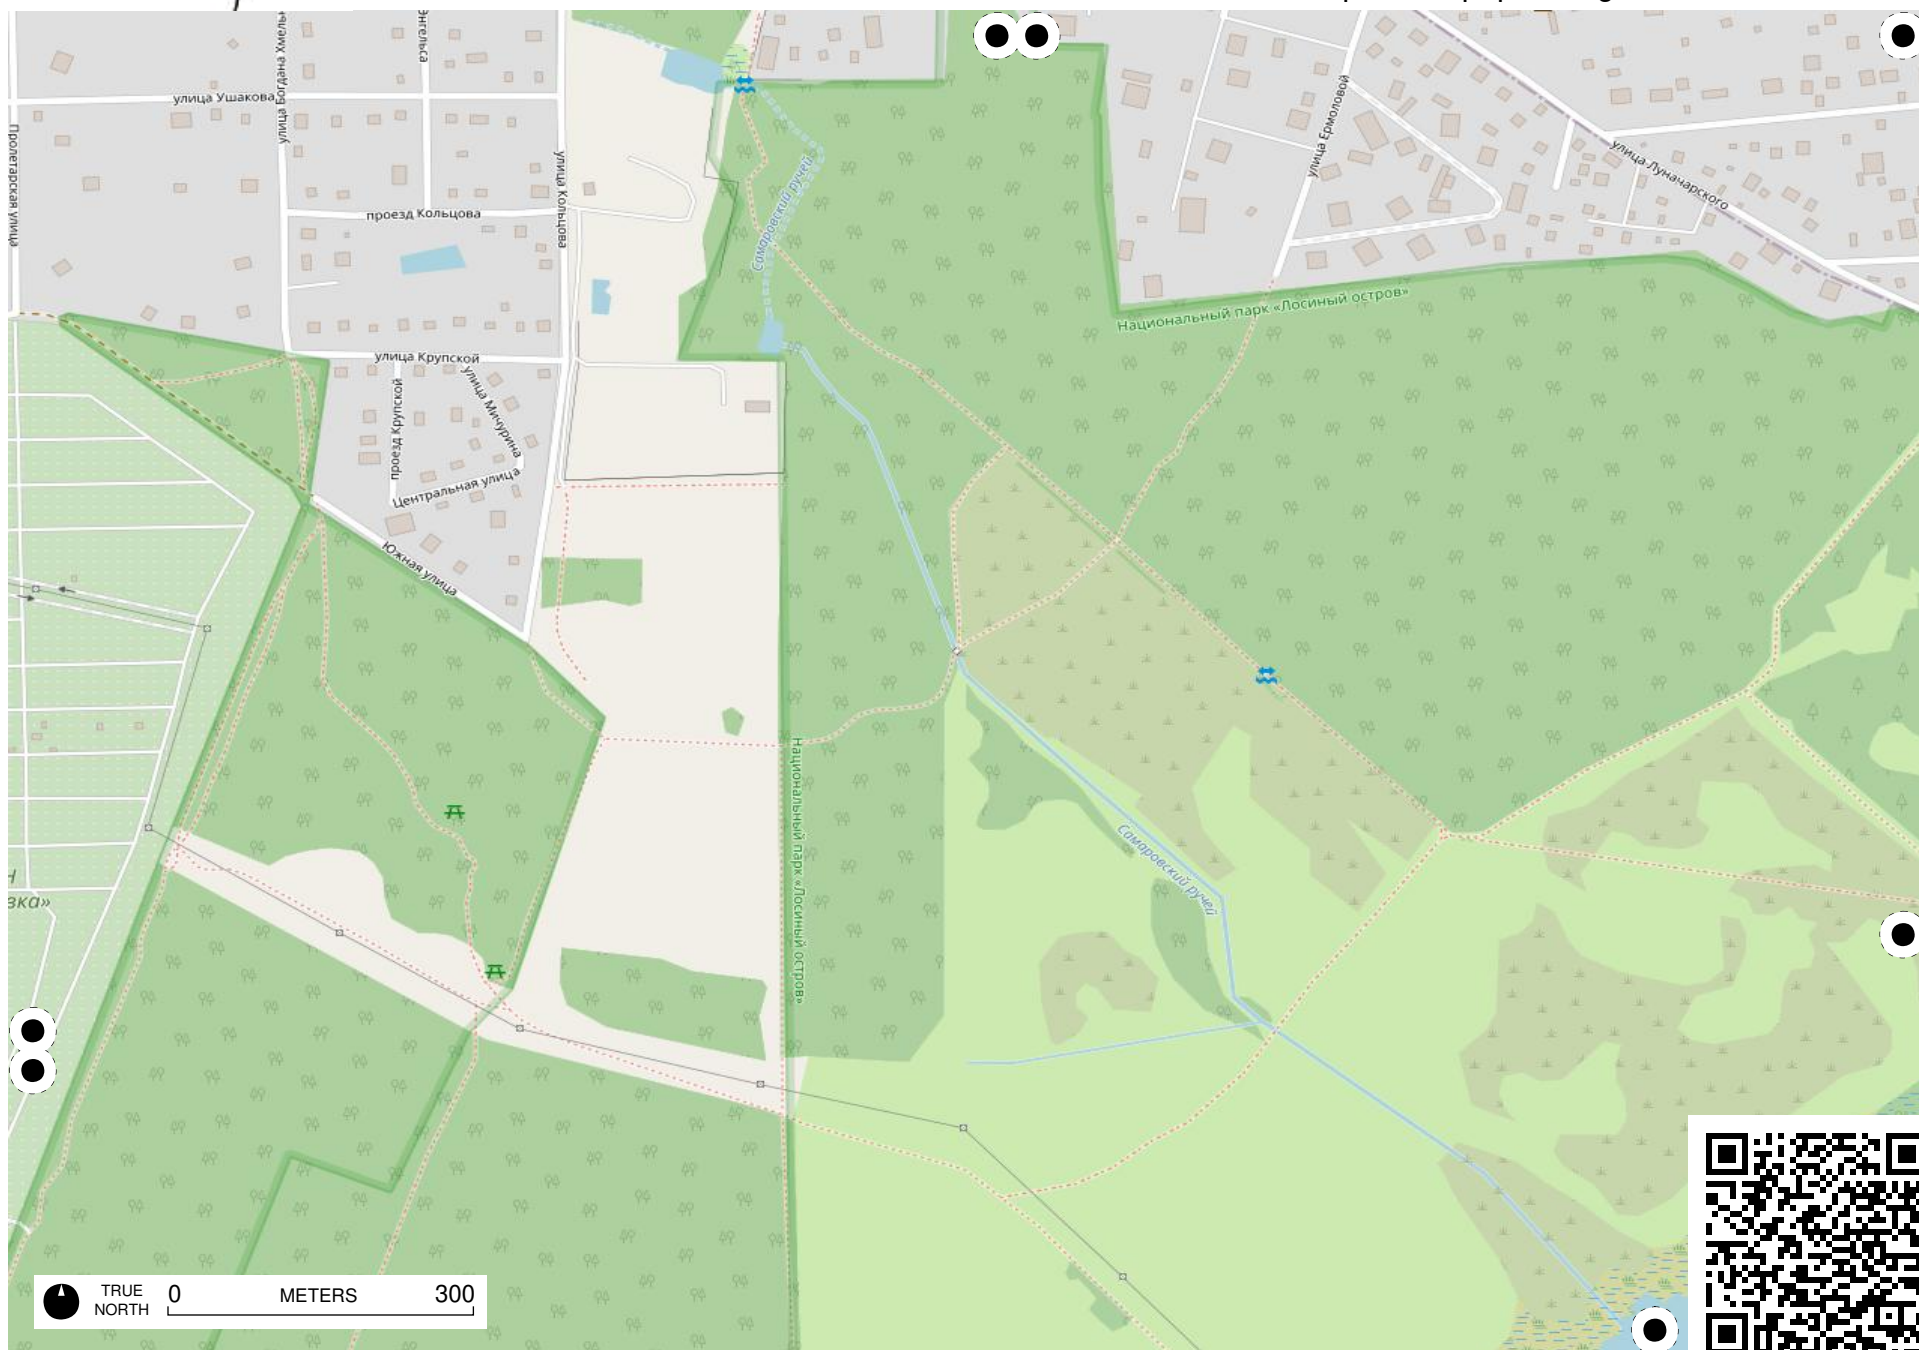 улица Ушакова
улица Богдана Хмель
Энгельса
Пролетарская улица
улица Кольцова
проезд Кольцова
Самаровский ручей
улица Ермоловой
улица Луначарского
Национальный парк «Лосиный остров»
улица Крупской
проезд Крупской
улица Мичурина
Центральная улица
Южная улица
Национальный парк «Лосиный остров»
Самаровский ручей
вка»
TRUE
NORTH
0 METERS 300